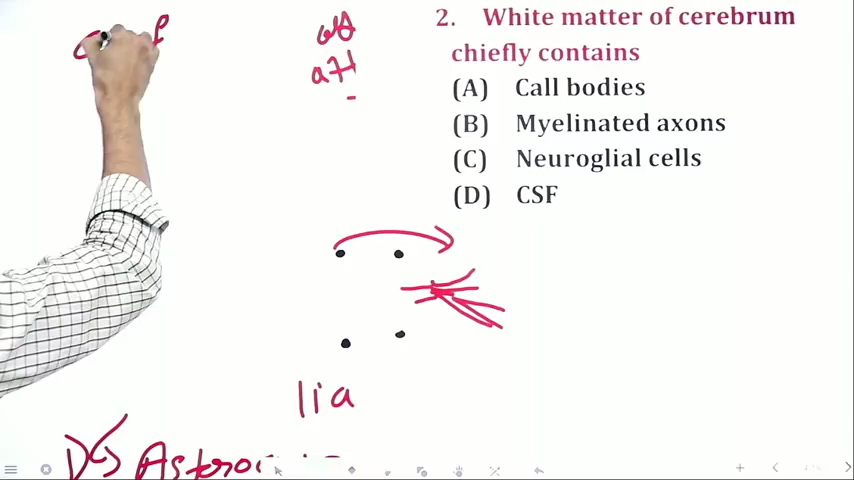 2. White matter of cerebrum
chiefly contains
(A) Call bodies
(B) Myelinated axons
(C) Neuroglial cells
(D) CSF
lia